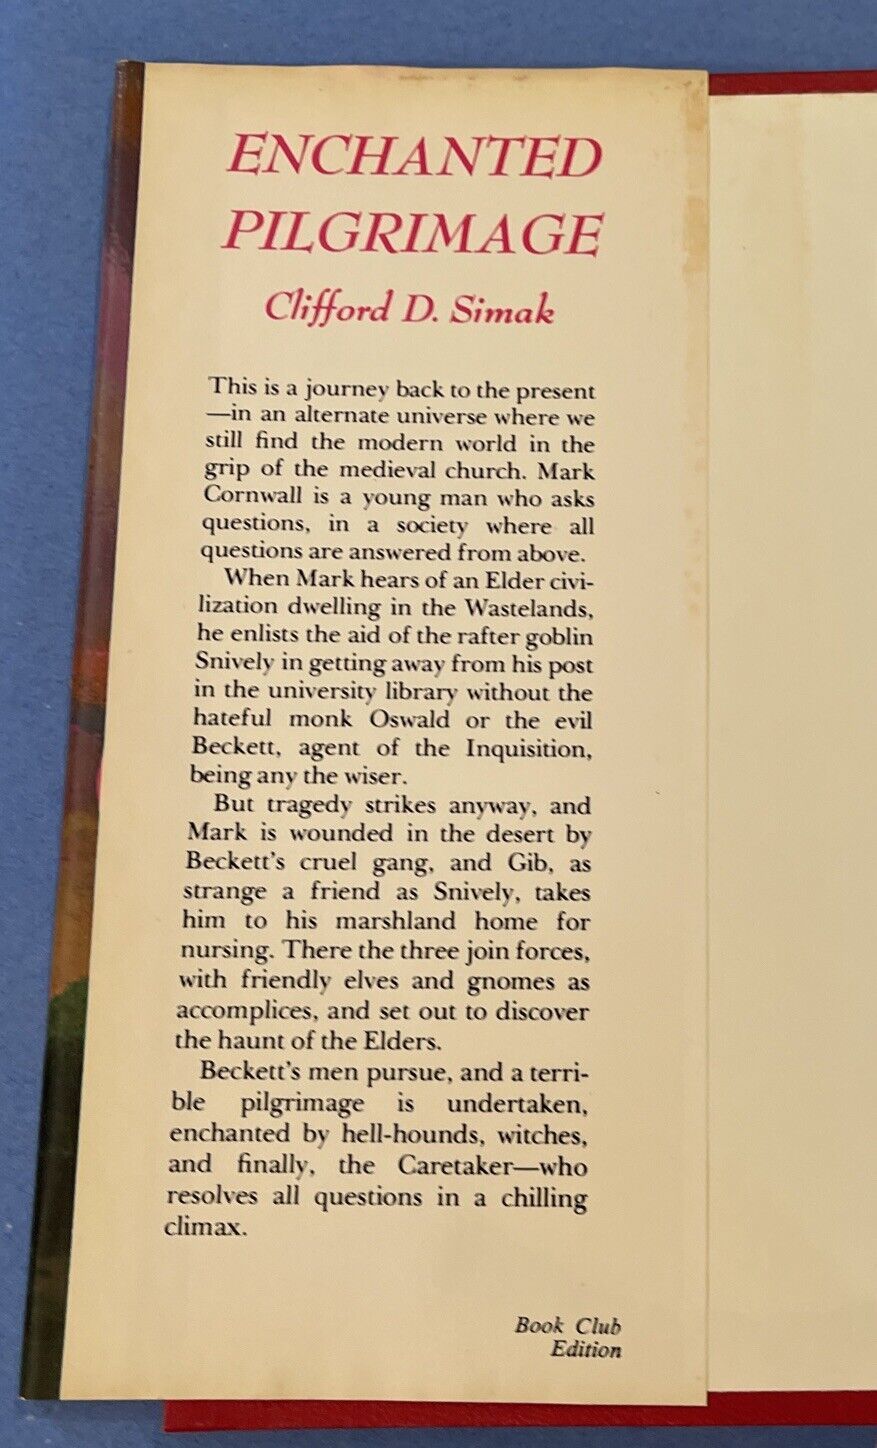 ENCHANTED
PILGRIMAGE
Clifford D. Simak
This is a journey back to the present
—in an alternate universe where we
still find the modern world in the
grip of the medieval church. Mark
Cornwall is a young man who asks
questions, in a society where all
questions are answered from above.
When Mark hears of an Elder civi-
lization dwelling in the Wastelands,
he enlists the aid of the rafter goblin
Snively in getting away from his post
in the university library without the
hateful monk Oswald or the evil
Beckett, agent of the Inquisition,
being any the wiser.
But tragedy strikes anyway, and
Mark is wounded in the desert by
Beckett's cruel gang, and Gib, as
strange a friend as Snively, takes
him to his marshland home for
nursing. There the three join forces,
with friendly elves and gnomes as
accomplices, and set out to discover
the haunt of the Elders.
Beckett's men pursue, and a terri-
ble pilgrimage is undertaken,
enchanted by hell-hounds, witches,
and finally, the Caretaker—who
resolves all questions in a chilling
climax.
Book Club
Edition